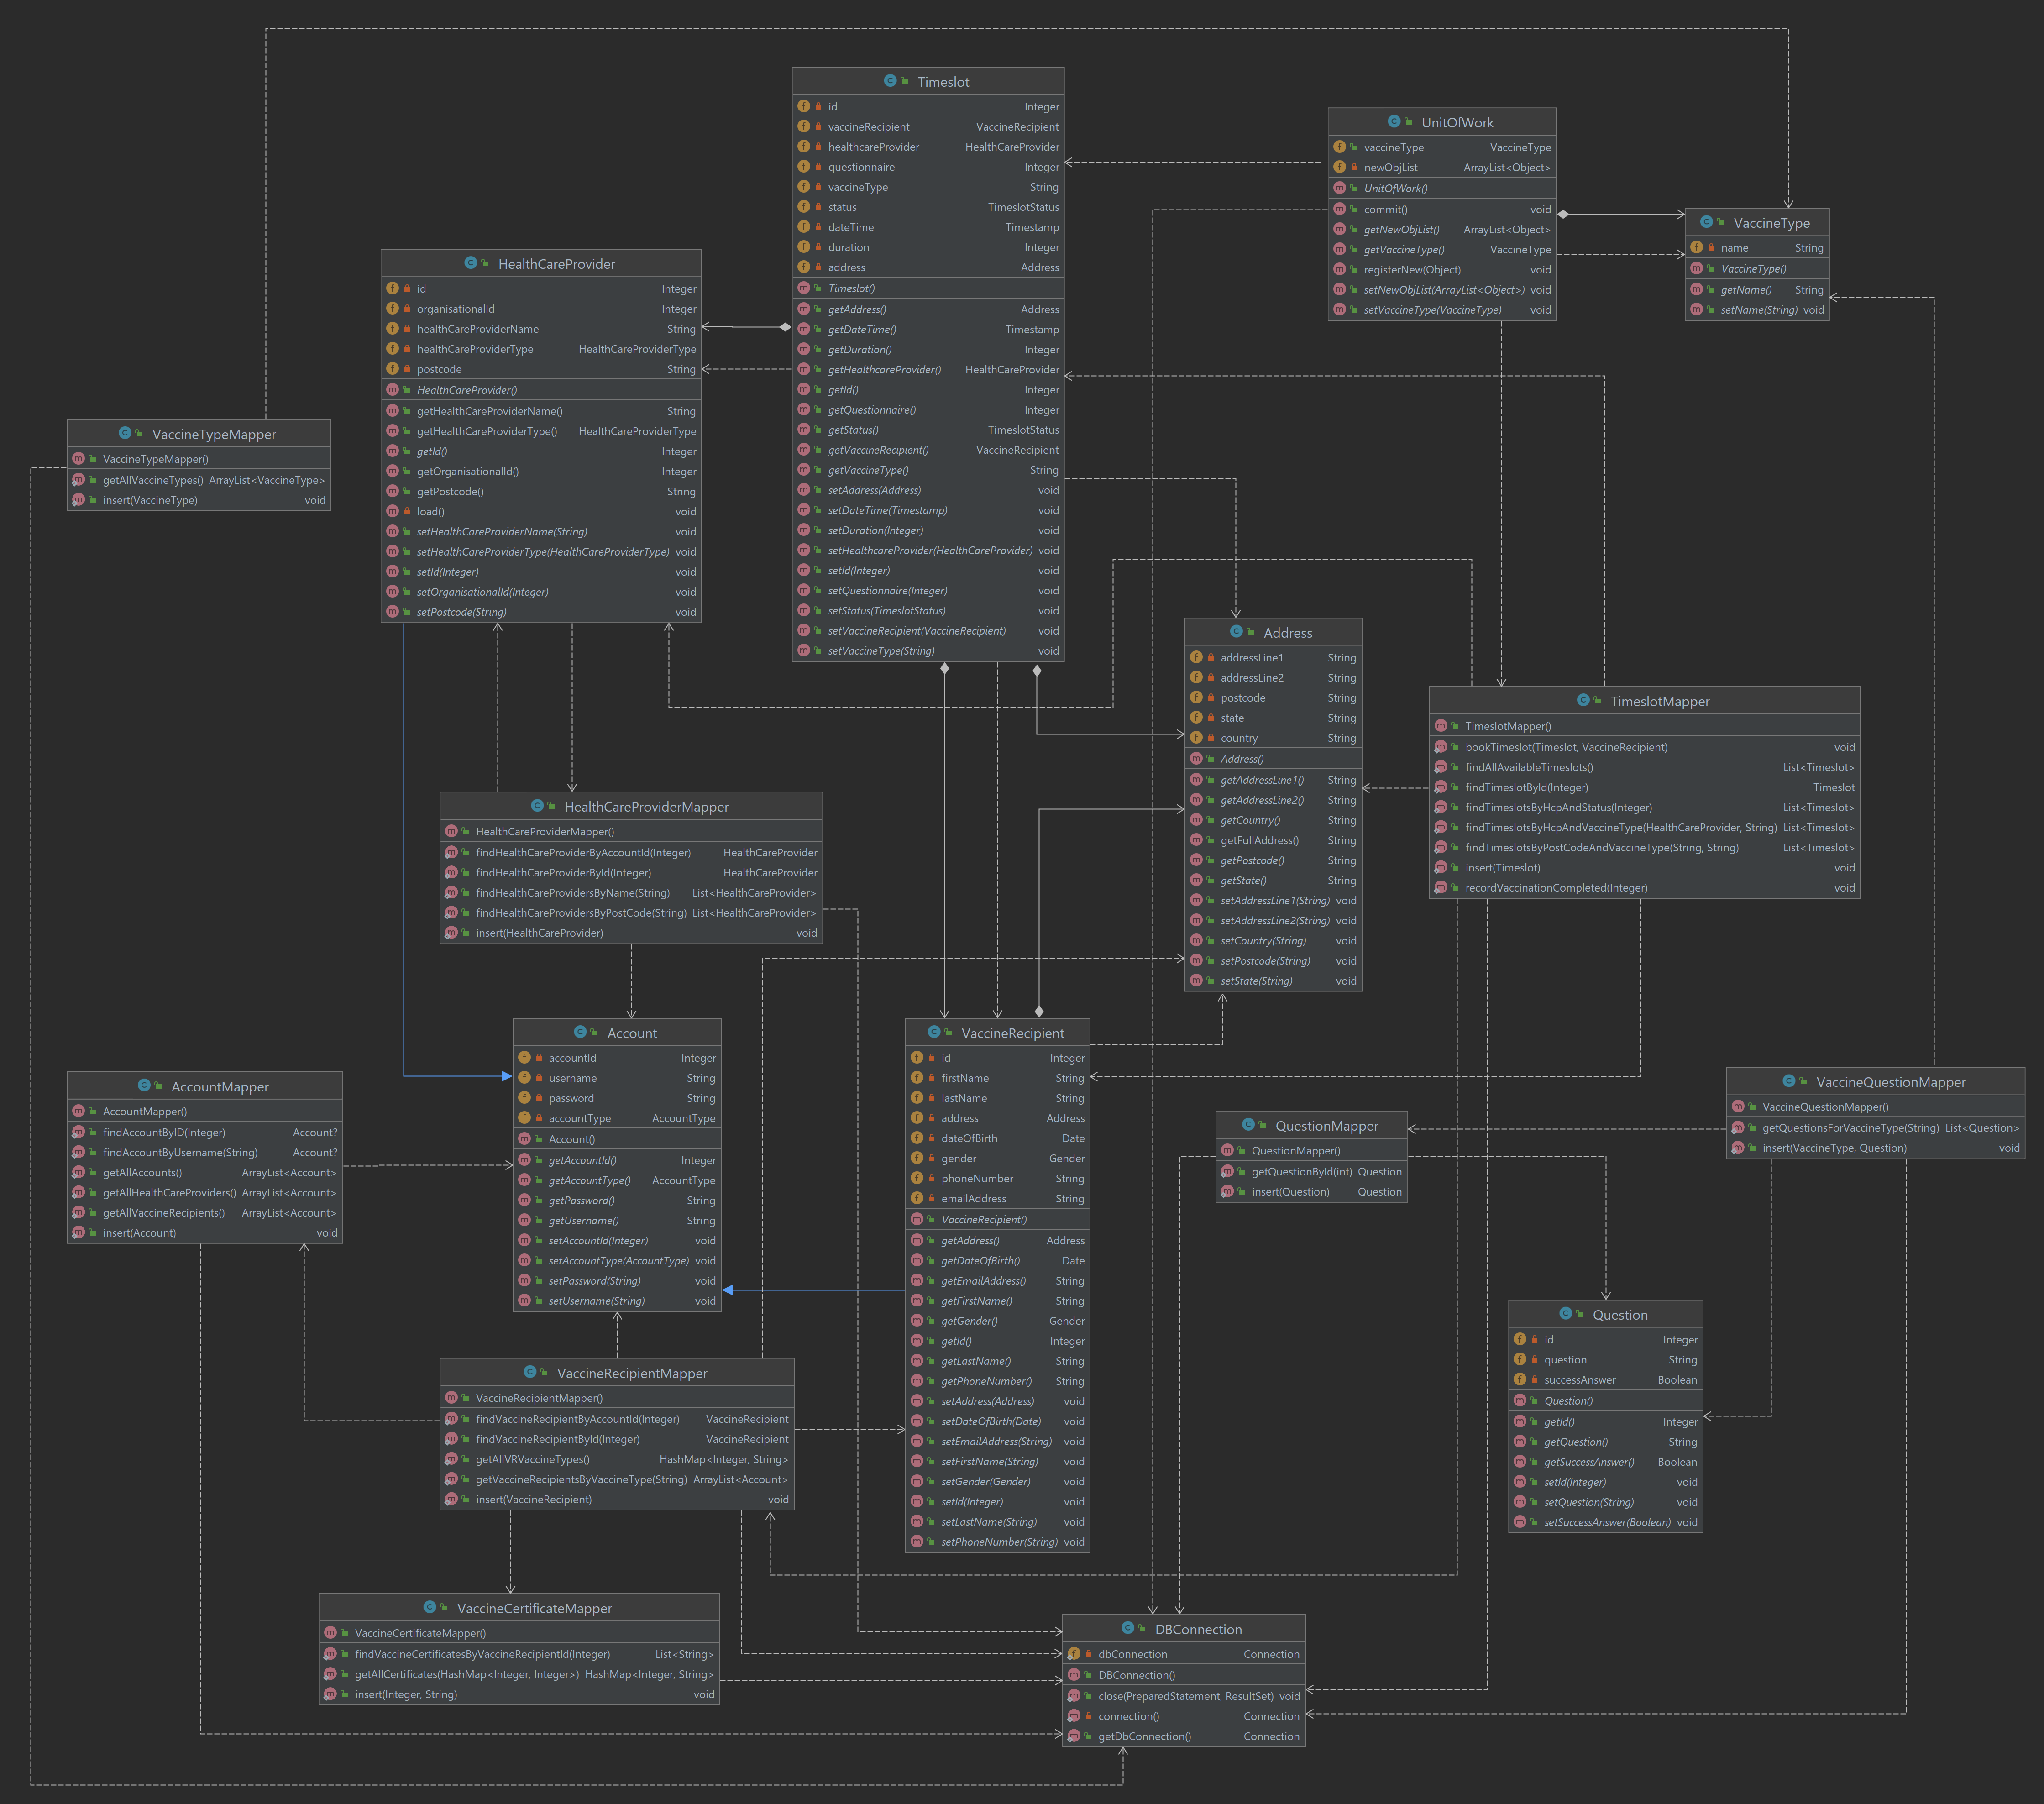 Timeslot
id Integer
vaccineRecipient VaccineRecipient
healthcareProvider HealthCareProvider
questionnaire Integer
vaccineType String
status TimeslotStatus
dateTime Timestamp
duration Integer
address Address
Timeslot()
getAddress() Address
getDateTime() Timestamp
getDuration() Integer
getHealthcareProvider() HealthCareProvider
getId() Integer
getQuestionnaire() Integer
getStatus() TimeslotStatus
getVaccineRecipient() VaccineRecipient
getVaccineType() String
setAddress(Address) void
setDateTime(Timestamp) void
setDuration(Integer) void
setHealthcareProvider(HealthCareProvider) void
setId(Integer) void
setQuestionnaire(Integer) void
setStatus(TimeslotStatus) void
setVaccineRecipient(VaccineRecipient) void
setVaccineType(String) void
UnitOfWork
vaccineType VaccineType
newObjList ArrayList<Object>
UnitOfWork()
commit() void
getNewObjList() ArrayList<Object>
getVaccineType() VaccineType
registerNew(Object) void
setNewObjList(ArrayList<Object>) void
setVaccineType(VaccineType) void
VaccineType
name String
VaccineType()
getName() String
setName(String) void
HealthCareProvider
id Integer
organisationalId Integer
healthCareProviderName String
healthCareProviderType HealthCareProviderType
postcode String
HealthCareProvider()
getHealthCareProviderName() String
getHealthCareProviderType() HealthCareProviderType
getId() Integer
getOrganisationalId() Integer
getPostcode() String
load() void
setHealthCareProviderName(String) void
setHealthCareProviderType(HealthCareProviderType) void
setId(Integer) void
setOrganisationalId(Integer) void
setPostcode(String) void
VaccineTypeMapper
VaccineTypeMapper()
getAllVaccineTypes() ArrayList<VaccineType>
insert(VaccineType) void
Address
addressLine1 String
addressLine2 String
postcode String
state String
country String
Address()
getAddressLine1() String
getAddressLine2() String
getCountry() String
getFullAddress() String
getPostcode() String
getState() String
setAddressLine1(String) void
setAddressLine2(String) void
setCountry(String) void
setPostcode(String) void
setState(String) void
TimeslotMapper
TimeslotMapper()
bookTimeslot(Timeslot, VaccineRecipient) void
findAllAvailableTimeslots() List<Timeslot>
findTimeslotById(Integer) Timeslot
findTimeslotsByHcpAndStatus(Integer) List<Timeslot>
findTimeslotsByHcpAndVaccineType(HealthCareProvider, String) List<Timeslot>
findTimeslotsByPostCodeAndVaccineType(String, String) List<Timeslot>
insert(Timeslot) void
recordVaccinationCompleted(Integer) void
HealthCareProviderMapper
HealthCareProviderMapper()
findHealthCareProviderByAccountId(Integer) HealthCareProvider
findHealthCareProviderById(Integer) HealthCareProvider
findHealthCareProvidersByName(String) List<HealthCareProvider>
findHealthCareProvidersByPostCode(String) List<HealthCareProvider>
insert(HealthCareProvider) void
Account
accountId Integer
username String
password String
accountType AccountType
Account()
getAccountId() Integer
getAccountType() AccountType
getPassword() String
getUsername() String
setAccountId(Integer) void
setAccountType(AccountType) void
setPassword(String) void
setUsername(String) void
VaccineRecipient
id Integer
firstName String
lastName String
address Address
dateOfBirth Date
gender Gender
phoneNumber String
emailAddress String
VaccineRecipient()
getAddress() Address
getDateOfBirth() Date
getEmailAddress() String
getFirstName() String
getGender() Gender
getId() Integer
getLastName() String
getPhoneNumber() String
setAddress(Address) void
setDateOfBirth(Date) void
setEmailAddress(String) void
setFirstName(String) void
setGender(Gender) void
setId(Integer) void
setLastName(String) void
setPhoneNumber(String) void
AccountMapper
AccountMapper()
findAccountByID(Integer) Account?
findAccountByUsername(String) Account?
getAllAccounts() ArrayList<Account>
getAllHealthCareProviders() ArrayList<Account>
getAllVaccineRecipients() ArrayList<Account>
insert(Account) void
VaccineQuestionMapper
VaccineQuestionMapper()
getQuestionsForVaccineType(String) List<Question>
insert(VaccineType, Question) void
QuestionMapper
QuestionMapper()
getQuestionById(int) Question
insert(Question) Question
Question
id Integer
question String
successAnswer Boolean
Question()
getId() Integer
getQuestion() String
getSuccessAnswer() Boolean
setId(Integer) void
setQuestion(String) void
setSuccessAnswer(Boolean) void
VaccineRecipientMapper
VaccineRecipientMapper()
findVaccineRecipientByAccountId(Integer) VaccineRecipient
findVaccineRecipientById(Integer) VaccineRecipient
getAllVRVaccineTypes() HashMap<Integer, String>
getVaccineRecipientsByVaccineType(String) ArrayList<Account>
insert(VaccineRecipient) void
VaccineCertificateMapper
VaccineCertificateMapper()
findVaccineCertificatesByVaccineRecipientId(Integer) List<String>
getAllCertificates(HashMap<Integer, Integer>) HashMap<Integer, String>
insert(Integer, String) void
DBConnection
dbConnection Connection
DBConnection()
close(PreparedStatement, ResultSet) void
connection() Connection
getDbConnection() Connection